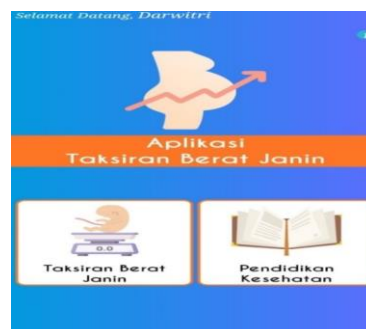 Selamat Datang, Darwitri
Aplikasi
Taksiran Berat Janin
0.0
Taksiran Berat
Janin
Pendidikan
Kesehatan